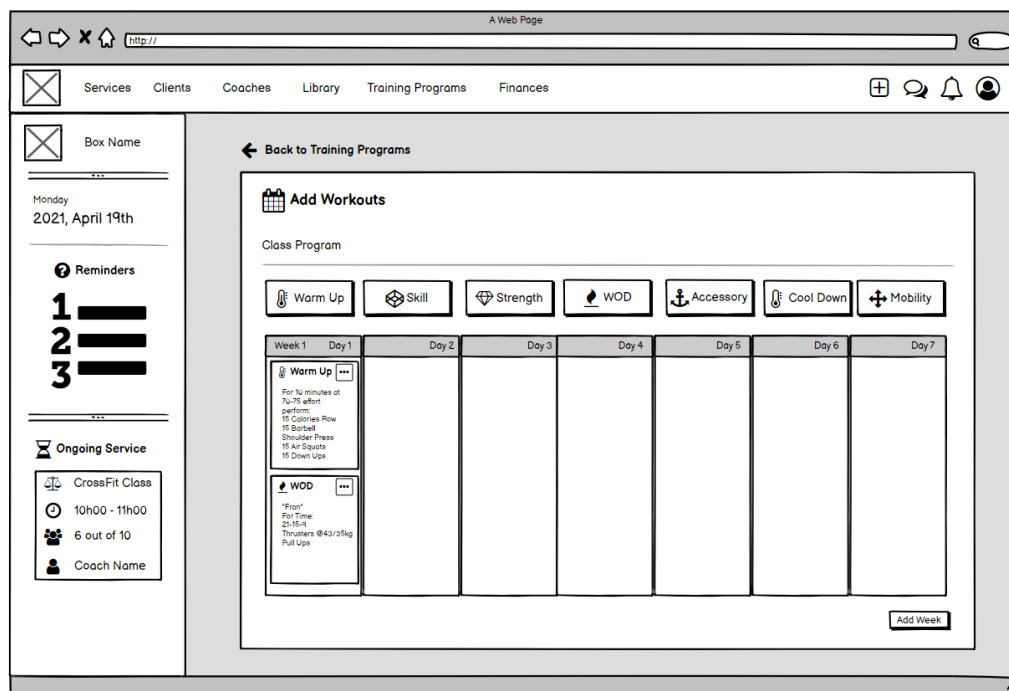 A Web Page
http://
Services Clients Coaches Library Training Programs Finances
Box Name
Monday
2021, April 19th
Reminders
1
2
3
Ongoing Service
CrossFit Class
10h00 - 11h00
6 out of 10
Coach Name
Back to Training Programs
Add Workouts
Class Program
Warm Up Skill Strength WOD Accessory Cool Down Mobility
Week 1 Day 1 Day 2 Day 3 Day 4 Day 5 Day 6 Day 7
Warm Up
For 10 minutes at
70-75 effort
perform:
15 Calories Row
15 Barbell
Shoulder Press
15 Air Squats
15 Down Ups
WOD
"Fran"
For Time:
21-15-9
Thrusters @43/35kg
Pull Ups
Add Week